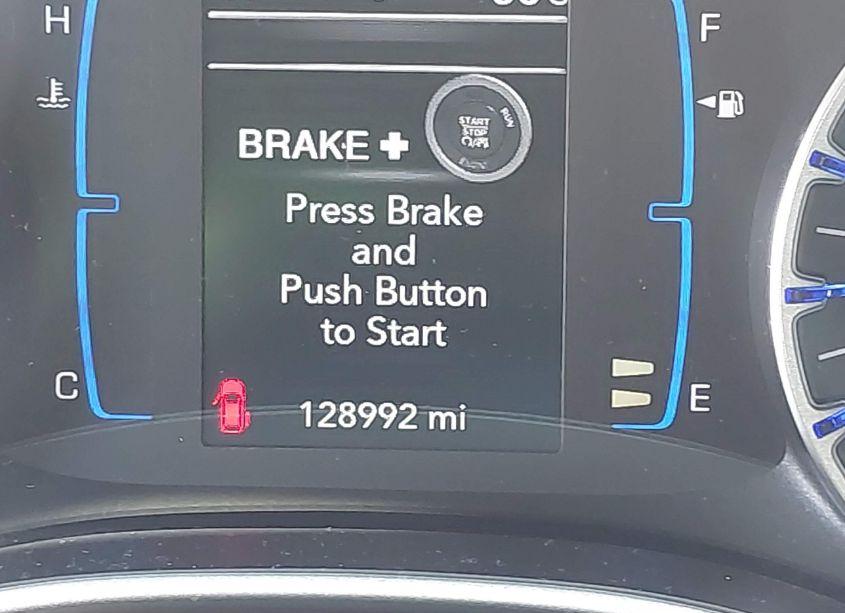 H
F
RUN
START
STOP
BRAKE +
Press Brake
and
Push Button
to Start
C
E
128992 mi